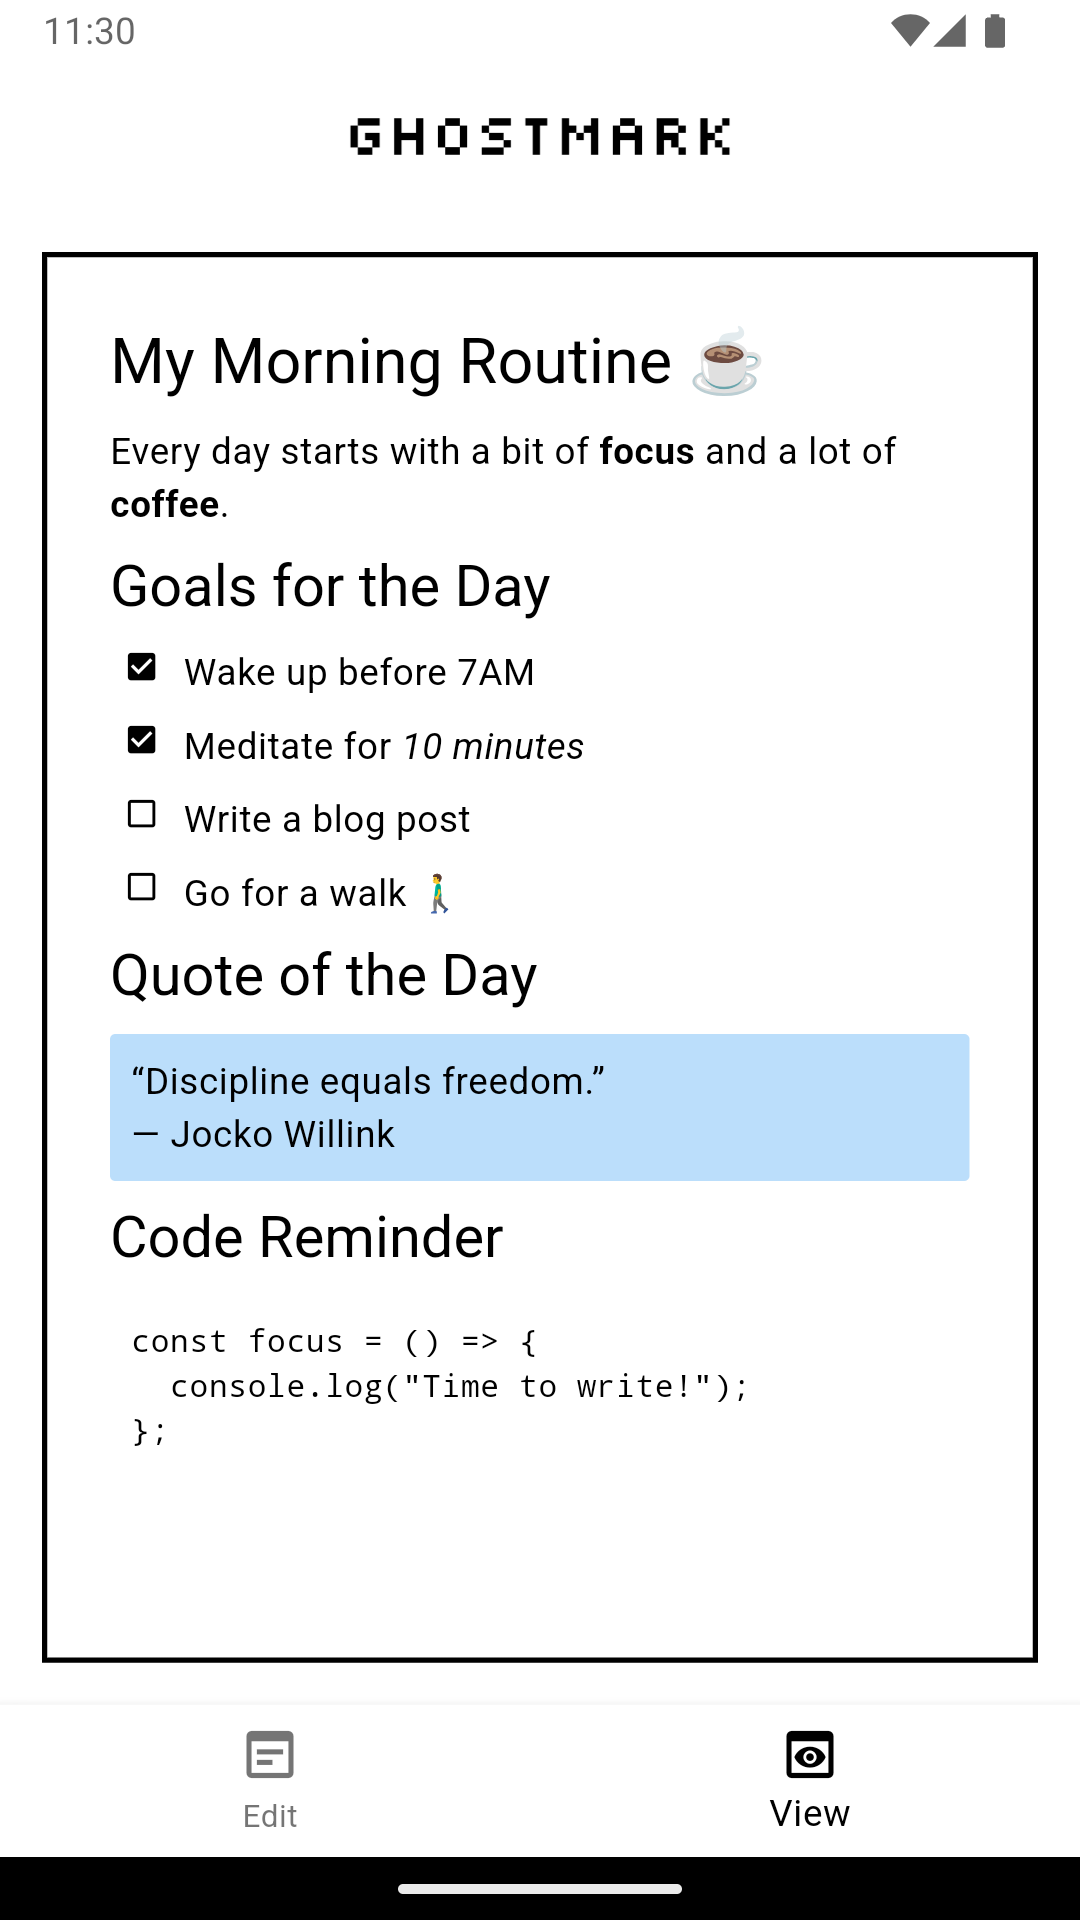 11:30
GHOSTMARK
My Morning Routine ☕
Every day starts with a bit of focus and a lot of
coffee.
Goals for the Day
Wake up before 7AM
Meditate for 10 minutes
Write a blog post
Go for a walk 🚶‍♂️
Quote of the Day
“Discipline equals freedom.”
— Jocko Willink
Code Reminder
const focus = () => {
  console.log("Time to write!");
};
Edit
View